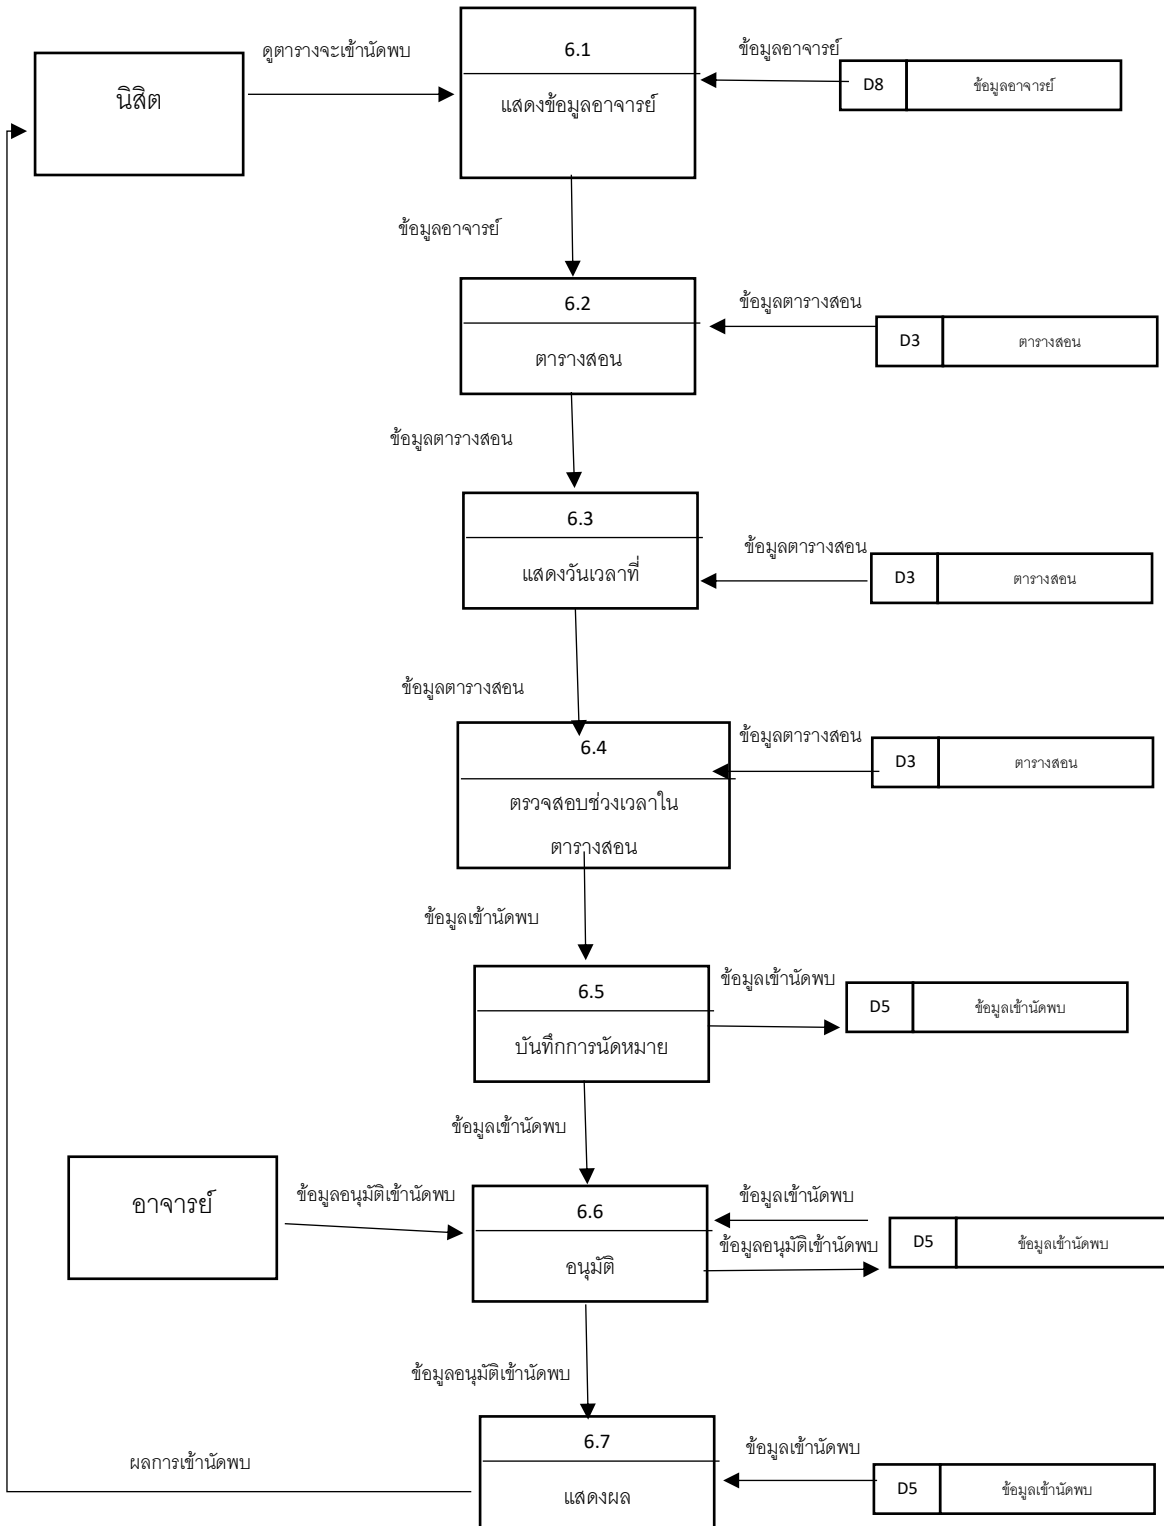 ดูตารางจะเข้านัดพบ
6.1
ข้อมูลอาจารย์
นิสิต
แสดงข้อมูลอาจารย์
D8
ข้อมูลอาจารย์
ข้อมูลอาจารย์
6.2
ข้อมูลตารางสอน
ตารางสอน
D3
ตารางสอน
ข้อมูลตารางสอน
6.3
ข้อมูลตารางสอน
แสดงวันเวลาที่
D3
ตารางสอน
ข้อมูลตารางสอน
6.4
ข้อมูลตารางสอน
D3
ตารางสอน
ตรวจสอบช่วงเวลาใน
ตารางสอน
ข้อมูลเข้านัดพบ
6.5
ข้อมูลเข้านัดพบ
บันทึกการนัดหมาย
D5
ข้อมูลเข้านัดพบ
ข้อมูลเข้านัดพบ
อาจารย์
ข้อมูลอนุมัติเข้านัดพบ
6.6
ข้อมูลเข้านัดพบ
ข้อมูลอนุมัติเข้านัดพบ
อนุมัติ
D5
ข้อมูลเข้านัดพบ
ข้อมูลอนุมัติเข้านัดพบ
6.7
ข้อมูลเข้านัดพบ
ผลการเข้านัดพบ
แสดงผล
D5
ข้อมูลเข้านัดพบ